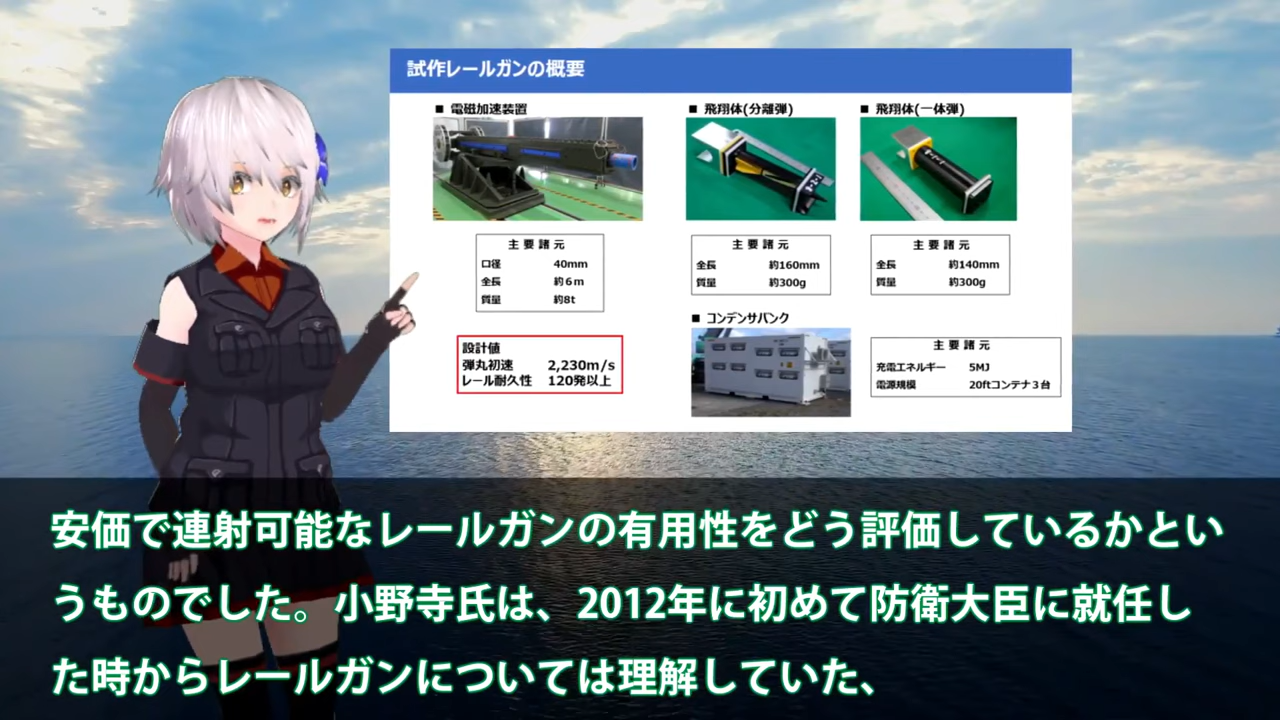 試作レールガンの概要
■ 電磁加速装置
■ 飛翔体(分離弾)
■ 飛翔体(一体弾)
主要諸元
口径 40mm
全長 約6m
質量 約8t
主要諸元
全長 約160mm
質量 約300g
主要諸元
全長 約140mm
質量 約300g
設計値
弾丸初速 2,230m/s
レール耐久性 120発以上
■ コンデンサバンク
主要諸元
充電エネルギー 5MJ
電源規模 20ftコンテナ3台
安価で連射可能なレールガンの有用性をどう評価しているかとい
うものでした。小野寺氏は、2012年に初めて防衛大臣に就任し
た時からレールガンについては理解していた、